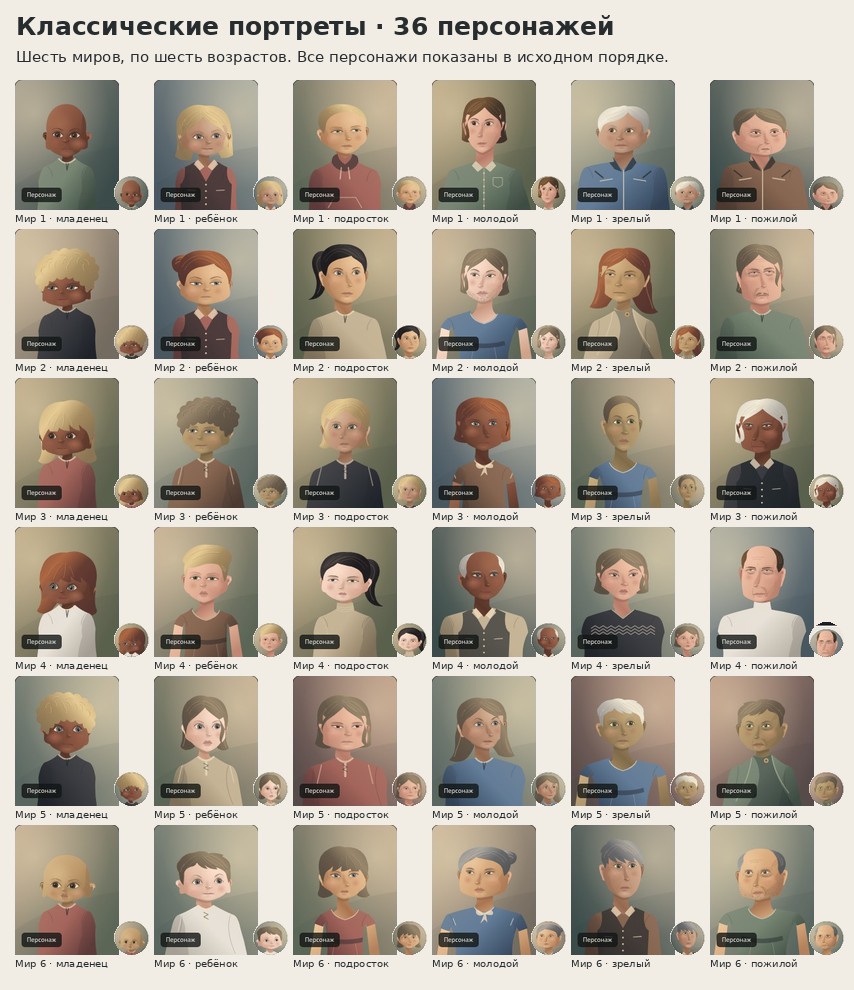 Классические портреты · 36 персонажей
Шесть миров, по шесть возрастов. Все персонажи показаны в исходном порядке.
Персонаж Персонаж Персонаж Персонаж Персонаж Персонаж
Мир 1 · младенец Мир 1 · ребёнок Мир 1 · подросток Мир 1 · молодой Мир 1 · зрелый Мир 1 · пожилой
Персонаж Персонаж Персонаж Персонаж Персонаж Персонаж
Мир 2 · младенец Мир 2 · ребёнок Мир 2 · подросток Мир 2 · молодой Мир 2 · зрелый Мир 2 · пожилой
Персонаж Персонаж Персонаж Персонаж Персонаж Персонаж
Мир 3 · младенец Мир 3 · ребёнок Мир 3 · подросток Мир 3 · молодой Мир 3 · зрелый Мир 3 · пожилой
Персонаж Персонаж Персонаж Персонаж Персонаж Персонаж
Мир 4 · младенец Мир 4 · ребёнок Мир 4 · подросток Мир 4 · молодой Мир 4 · зрелый Мир 4 · пожилой
Персонаж Персонаж Персонаж Персонаж Персонаж Персонаж
Мир 5 · младенец Мир 5 · ребёнок Мир 5 · подросток Мир 5 · молодой Мир 5 · зрелый Мир 5 · пожилой
Персонаж Персонаж Персонаж Персонаж Персонаж Персонаж
Мир 6 · младенец Мир 6 · ребёнок Мир 6 · подросток Мир 6 · молодой Мир 6 · зрелый Мир 6 · пожилой